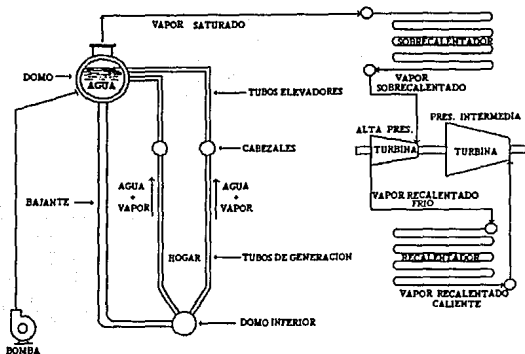 VAPOR SATURADO
SOBRECALENTADOR
DOMO
AGUA
VAPOR
SOBRECALENTADO
TUBOS ELEVADORES
PRES. INTERMEDIA
ALTA PRES.
TURBINA
TURBINA
CABEZALES
AGUA
+
VAPOR
AGUA
+
VAPOR
BAJANTE
VAPOR RECALENTADO
FRIO
HOGAR
TUBOS DE GENERACION
RECALENTADOR
VAPOR RECALENTADO
CALIENTE
DOMO INFERIOR
BOMBA